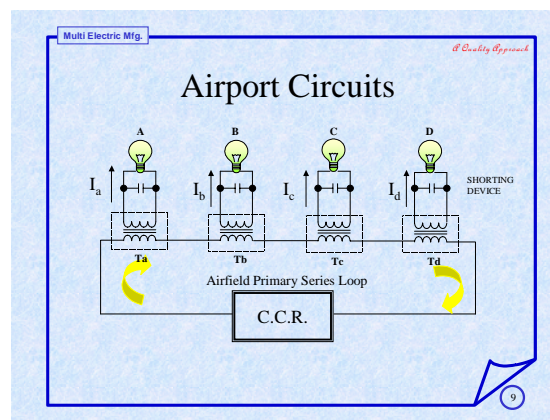 Multi Electric Mfg.
A Quality Approach
Airport Circuits
A B C D
Ia Ib Ic Id
SHORTING
DEVICE
Ta Tb Tc Td
Airfield Primary Series Loop
C.C.R.
9